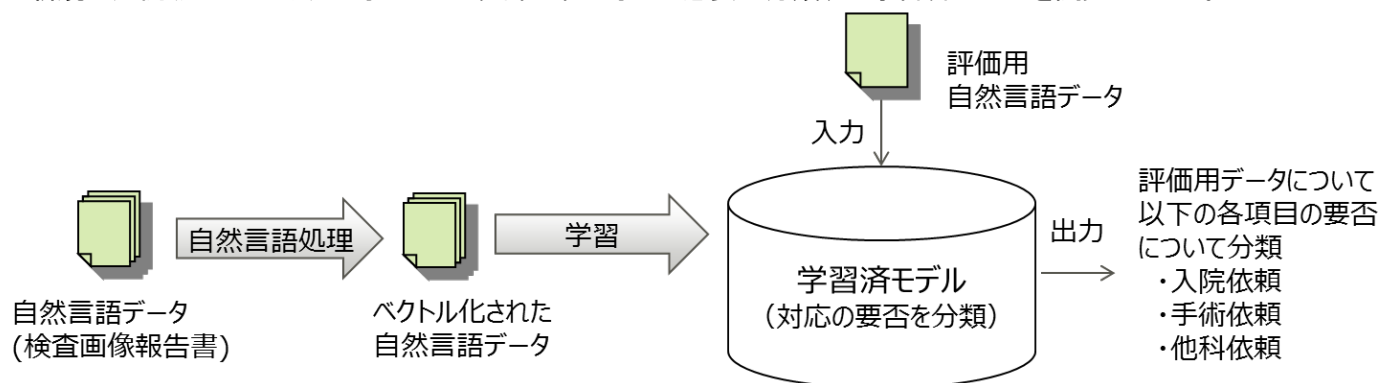 評価用
自然言語データ
入力
自然言語処理
学習
自然言語データ
(検査画像報告書)
ベクトル化された
自然言語データ
学習済モデル
（対応の要否を分類）
出力
評価用データについて
以下の各項目の要否
について分類
・入院依頼
・手術依頼
・他科依頼